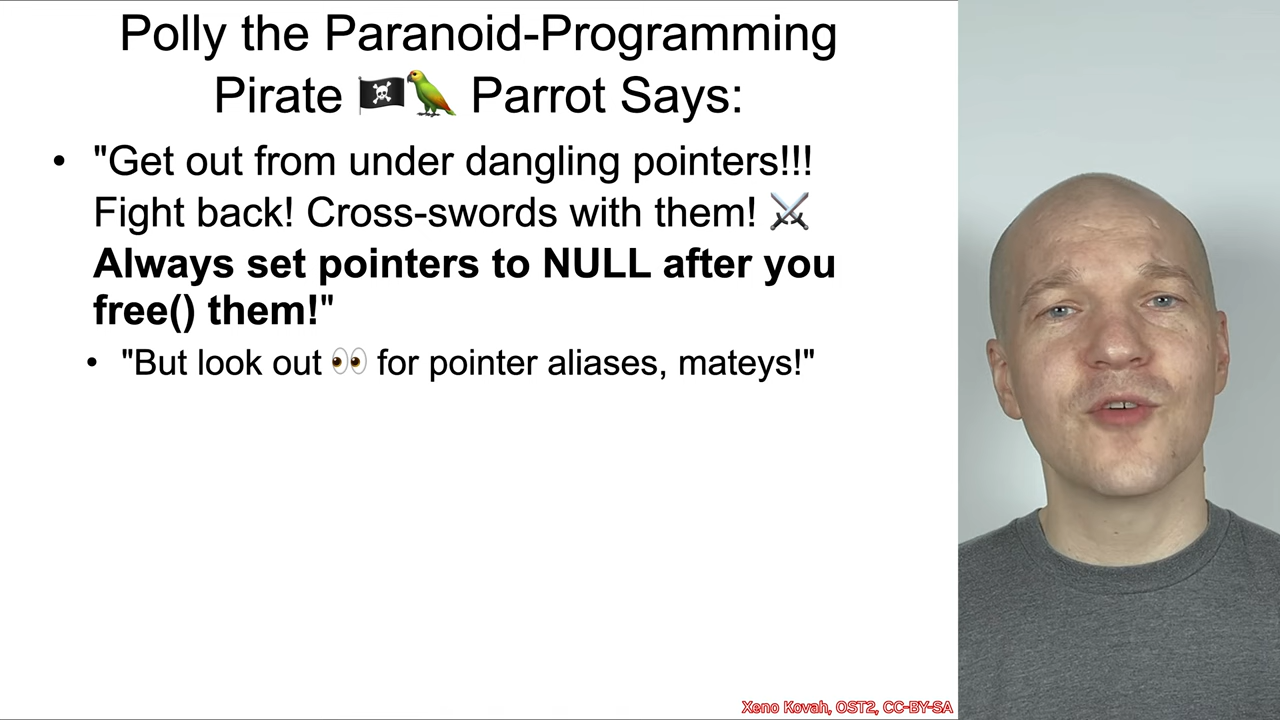 Polly the Paranoid-Programming
Pirate 🏴‍☠️🦜 Parrot Says:
• "Get out from under dangling pointers!!!
Fight back! Cross-swords with them! ⚔️
Always set pointers to NULL after you
free() them!"
• "But look out 👀 for pointer aliases, mateys!"
Xeno Kovah, OST2, CC-BY-SA